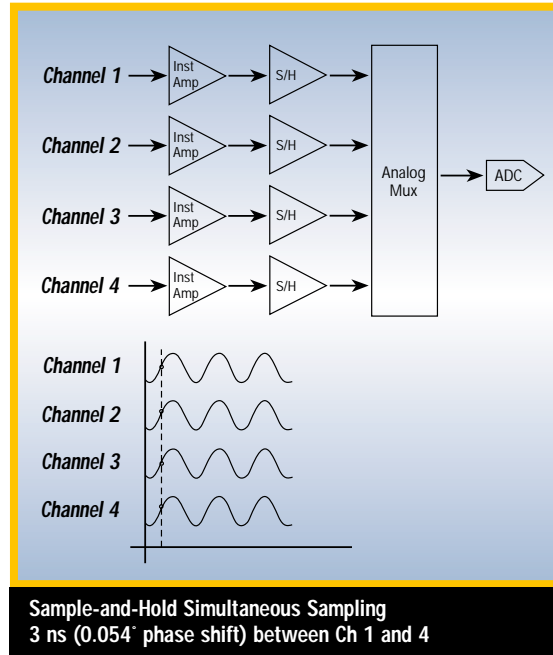 Channel 1
Inst
Amp
S/H
Channel 2
Inst
Amp
S/H
Analog
Mux
ADC
Channel 3
Inst
Amp
S/H
Channel 4
Inst
Amp
S/H
Channel 1
Channel 2
Channel 3
Channel 4
Sample-and-Hold Simultaneous Sampling
3 ns (0.054° phase shift) between Ch 1 and 4